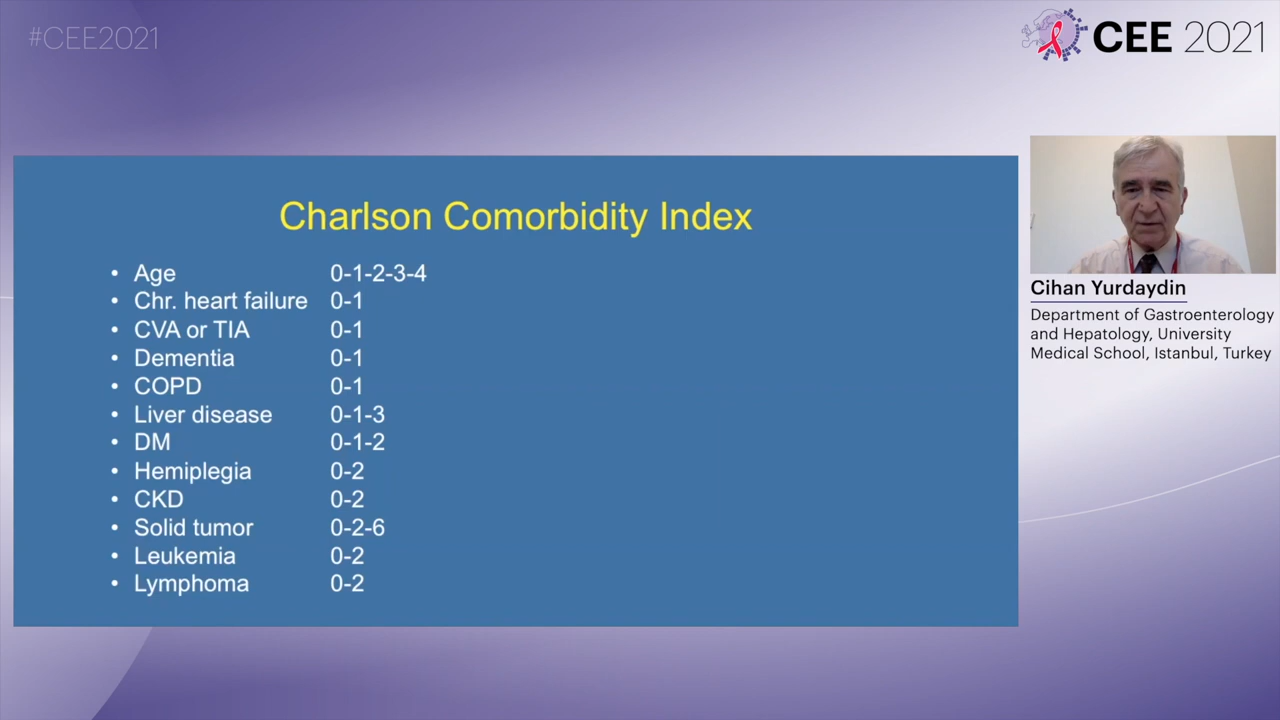 #CEE2021
CEE 2021
Charlson Comorbidity Index
• Age 0-1-2-3-4
• Chr. heart failure 0-1
• CVA or TIA 0-1
• Dementia 0-1
• COPD 0-1
• Liver disease 0-1-3
• DM 0-1-2
• Hemiplegia 0-2
• CKD 0-2
• Solid tumor 0-2-6
• Leukemia 0-2
• Lymphoma 0-2
Cihan Yurdaydin
Department of Gastroenterology
and Hepatology, University
Medical School, Istanbul, Turkey